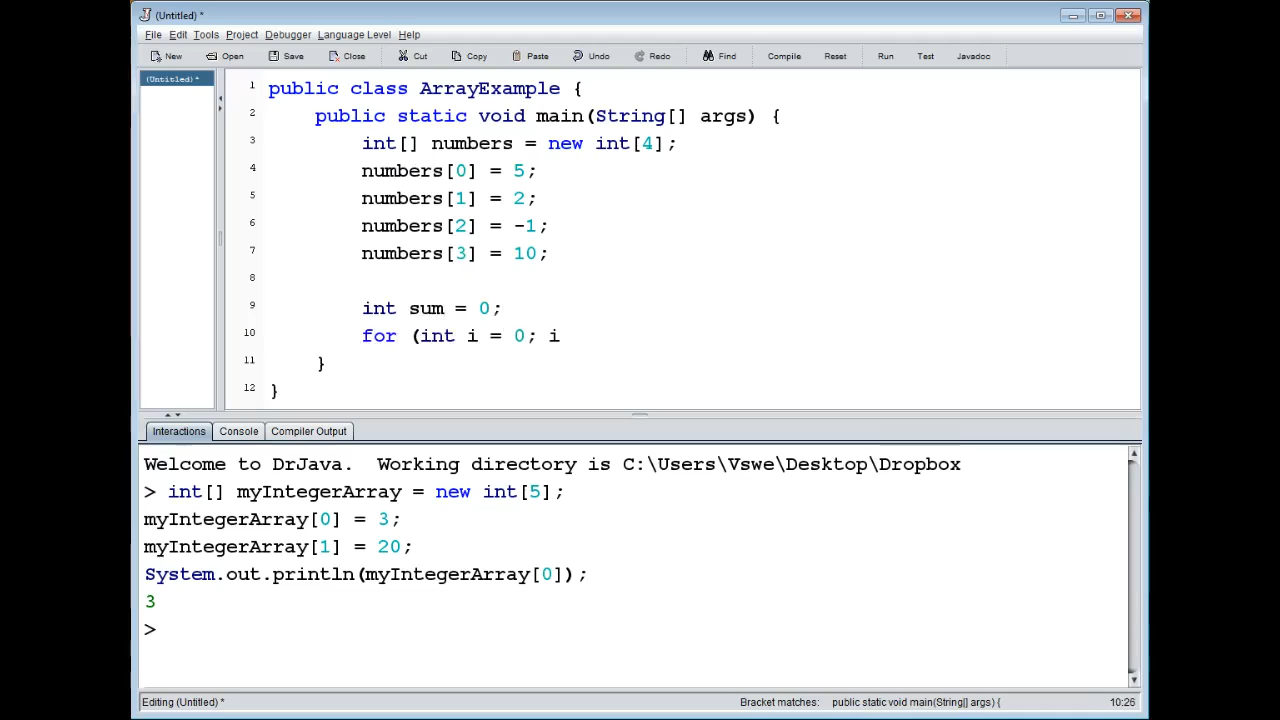 (Untitled) *
File Edit Tools Project Debugger Language Level Help
New Open Save Close Cut Copy Paste Undo Redo Find Compile Reset Run Test Javadoc
(Untitled) *
1 public class ArrayExample {
2 public static void main(String[] args) {
3 int[] numbers = new int[4];
4 numbers[0] = 5;
5 numbers[1] = 2;
6 numbers[2] = -1;
7 numbers[3] = 10;
8
9 int sum = 0;
10 for (int i = 0; i
11 }
12 }
Interactions Console Compiler Output
Welcome to DrJava.  Working directory is C:\Users\Vswe\Desktop\Dropbox
> int[] myIntegerArray = new int[5];
myIntegerArray[0] = 3;
myIntegerArray[1] = 20;
System.out.println(myIntegerArray[0]);
3
>
Editing (Untitled) * Bracket matches: public static void main(String[] args) { 10:26